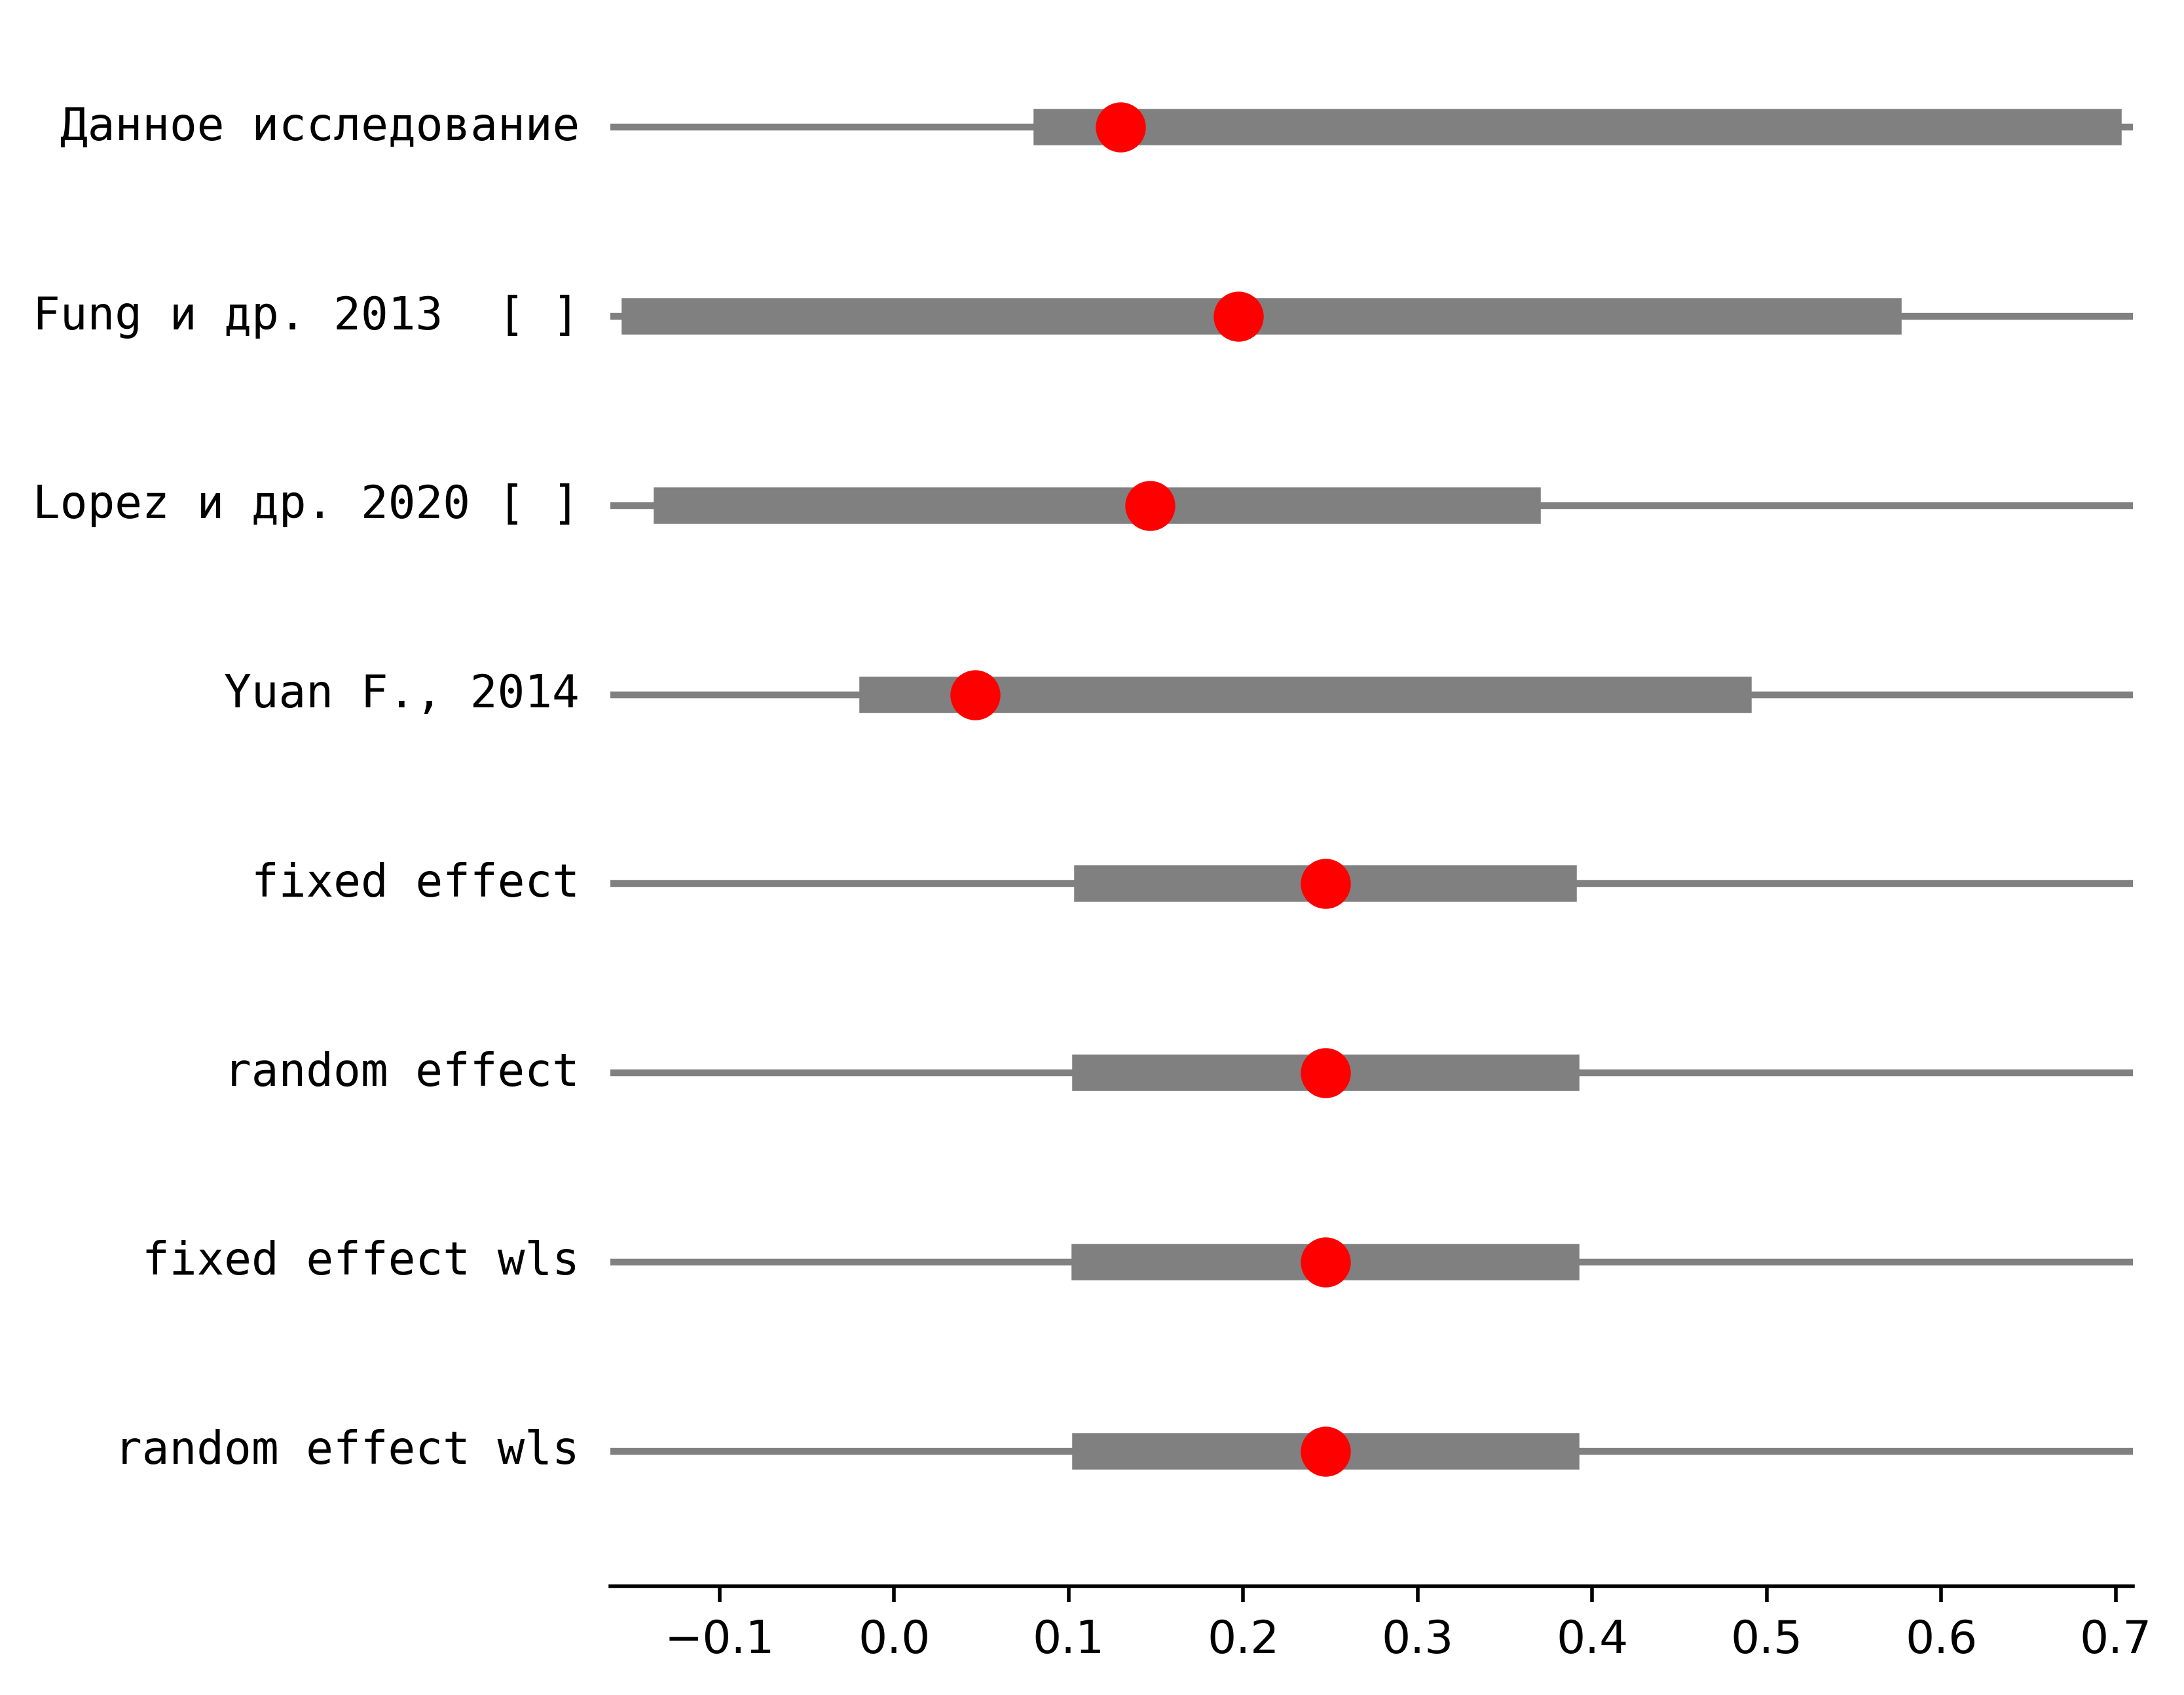 Данное исследование
Fung и др. 2013  [ ]
Lopez и др. 2020 [ ]
Yuan F., 2014
fixed effect
random effect
fixed effect wls
random effect wls
−0.1 0.0 0.1 0.2 0.3 0.4 0.5 0.6 0.7